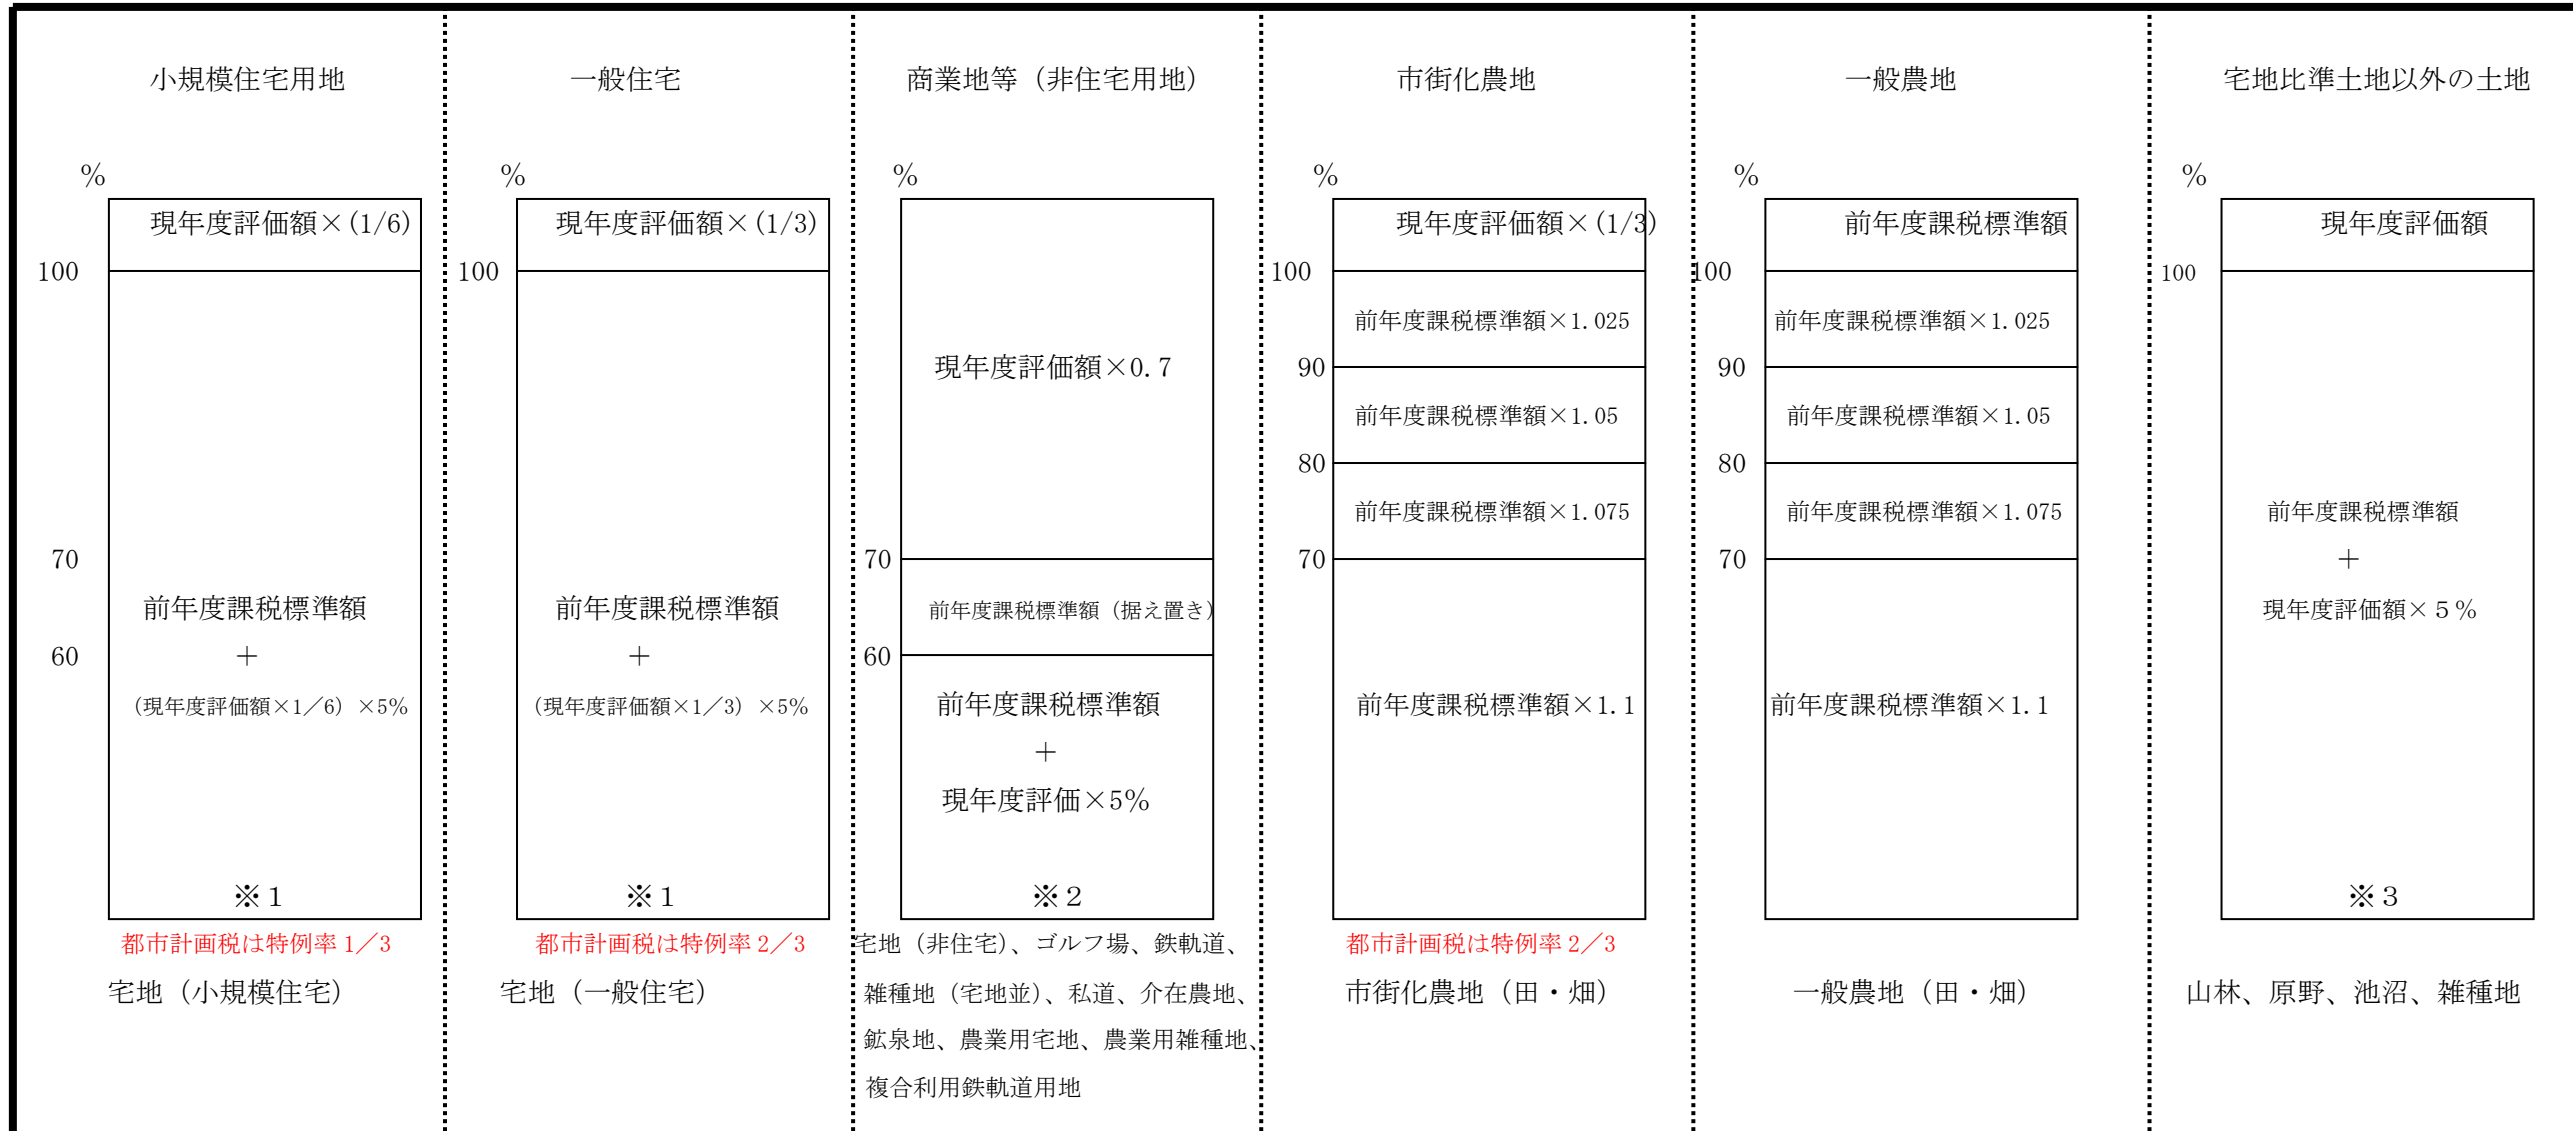 小規模住宅用地
%
現年度評価額×(1/6)
100
70
60
前年度課税標準額
＋
（現年度評価額×1／6）×5%
※１
都市計画税は特例率 1／3
宅地（小規模住宅）
一般住宅
%
現年度評価額×(1/3)
100
前年度課税標準額
＋
（現年度評価額×1／3）×5%
※１
都市計画税は特例率 2／3
宅地（一般住宅）
商業地等（非住宅用地）
%
現年度評価額×0.7
70
前年度課税標準額（据え置き）
60
前年度課税標準額
＋
現年度評価×5%
※２
宅地（非住宅）、ゴルフ場、鉄軌道、
雑種地（宅地並）、私道、介在農地、
鉱泉地、農業用宅地、農業用雑種地、
複合利用鉄軌道用地
市街化農地
%
現年度評価額×(1/3)
100
前年度課税標準額×1.025
90
前年度課税標準額×1.05
80
前年度課税標準額×1.075
70
前年度課税標準額×1.1
都市計画税は特例率 2／3
市街化農地（田・畑）
一般農地
%
前年度課税標準額
100
前年度課税標準額×1.025
90
前年度課税標準額×1.05
80
前年度課税標準額×1.075
70
前年度課税標準額×1.1
一般農地（田・畑）
宅地比準土地以外の土地
%
現年度評価額
100
前年度課税標準額
＋
現年度評価額×５%
※３
山林、原野、池沼、雑種地